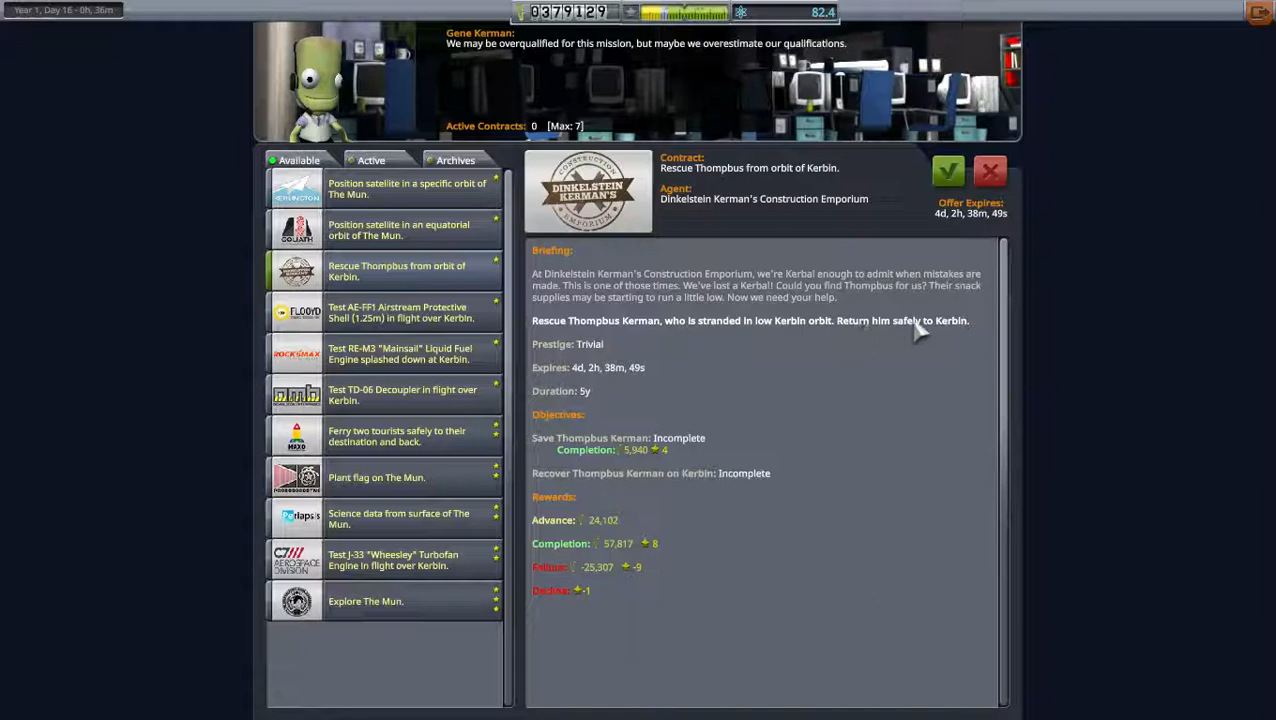 Year 1, Day 16 - 0h, 36m
0379129
82.4
Gene Kerman:
We may be overqualified for this mission, but maybe we overestimate our qualifications.
Active Contracts: 0 [Max: 7]
Available
Active
Archives
Position satellite in a specific orbit of
The Mun.
GOLIATH
Position satellite in an equatorial
orbit of The Mun.
Rescue Thompbus from orbit of
Kerbin.
FLOOYD
Test AE-FF1 Airstream Protective
Shell (1.25m) in flight over Kerbin.
ROCKOMAX
Test RE-M3 "Mainsail" Liquid Fuel
Engine splashed down at Kerbin.
Test TD-06 Decoupler in flight over
Kerbin.
MAXO
Ferry two tourists safely to their
destination and back.
Plant flag on The Mun.
Periapsis
Science data from surface of The
Mun.
C7
AEROSPACE
DIVISION
Test J-33 "Wheesley" Turbofan
Engine in flight over Kerbin.
Explore The Mun.
CONSTRUCTION
DINKELSTEIN
KERMAN'S
EMPORIUM
Contract:
Rescue Thompbus from orbit of Kerbin.
Agent:
Dinkelstein Kerman's Construction Emporium
Offer Expires:
4d, 2h, 38m, 49s
Briefing:
At Dinkelstein Kerman's Construction Emporium, we're Kerbal enough to admit when mistakes are
made. This is one of those times. We've lost a Kerbal! Could you find Thompbus for us? Their snack
supplies may be starting to run a little low. Now we need your help.
Rescue Thompbus Kerman, who is stranded in low Kerbin orbit. Return him safely to Kerbin.
Prestige: Trivial
Expires: 4d, 2h, 38m, 49s
Duration: 5y
Objectives:
Save Thompbus Kerman: Incomplete
Completion: 5,940 4
Recover Thompbus Kerman on Kerbin: Incomplete
Rewards:
Advance: 24,102
Completion: 57,817 8
Failure: -25,307 -9
Decline: -1